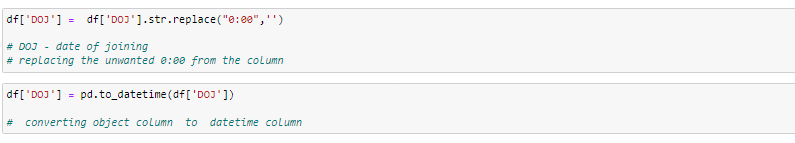 df['DOJ'] =  df['DOJ'].str.replace("0:00",'')
# DOJ - date of joining
# replacing the unwanted 0:00 from the column
df['DOJ'] = pd.to_datetime(df['DOJ'])
#  converting object column  to  datetime column